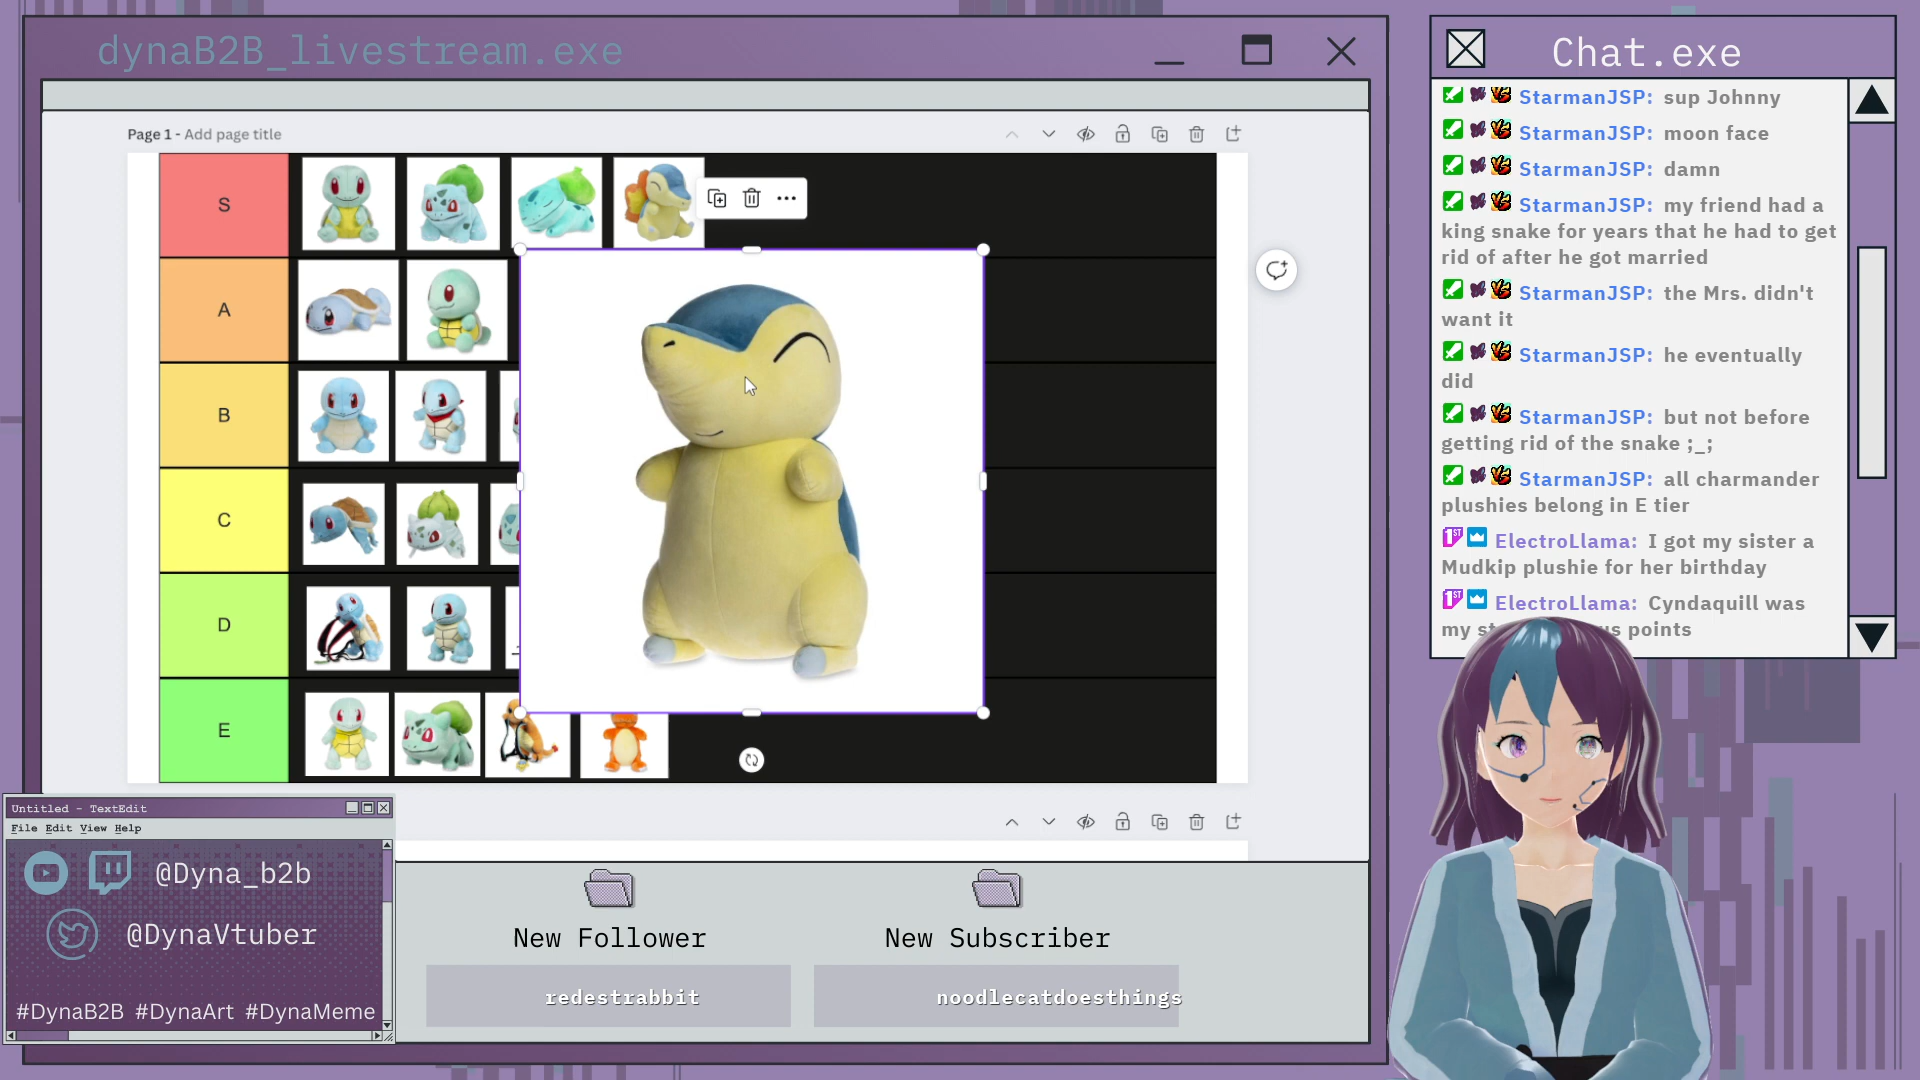 dynaB2B_livestream.exe
Page 1 - Add page title
S
A
B
C
D
E
Chat.exe
StarmanJSP: sup Johnny
StarmanJSP: moon face
StarmanJSP: damn
StarmanJSP: my friend had a
king snake for years that he had to get
rid of after he got married
StarmanJSP: the Mrs. didn't
want it
StarmanJSP: he eventually
did
StarmanJSP: but not before
getting rid of the snake ;_;
StarmanJSP: all charmander
plushies belong in E tier
1ST ElectroLlama: I got my sister a
Mudkip plushie for her birthday
1ST ElectroLlama: Cyndaquill was
my points
Untitled - TextEdit
File Edit View Help
@Dyna_b2b
@DynaVtuber
#DynaB2B #DynaArt #DynaMeme
New Follower
redestrabbit
New Subscriber
noodlecatdoesthings